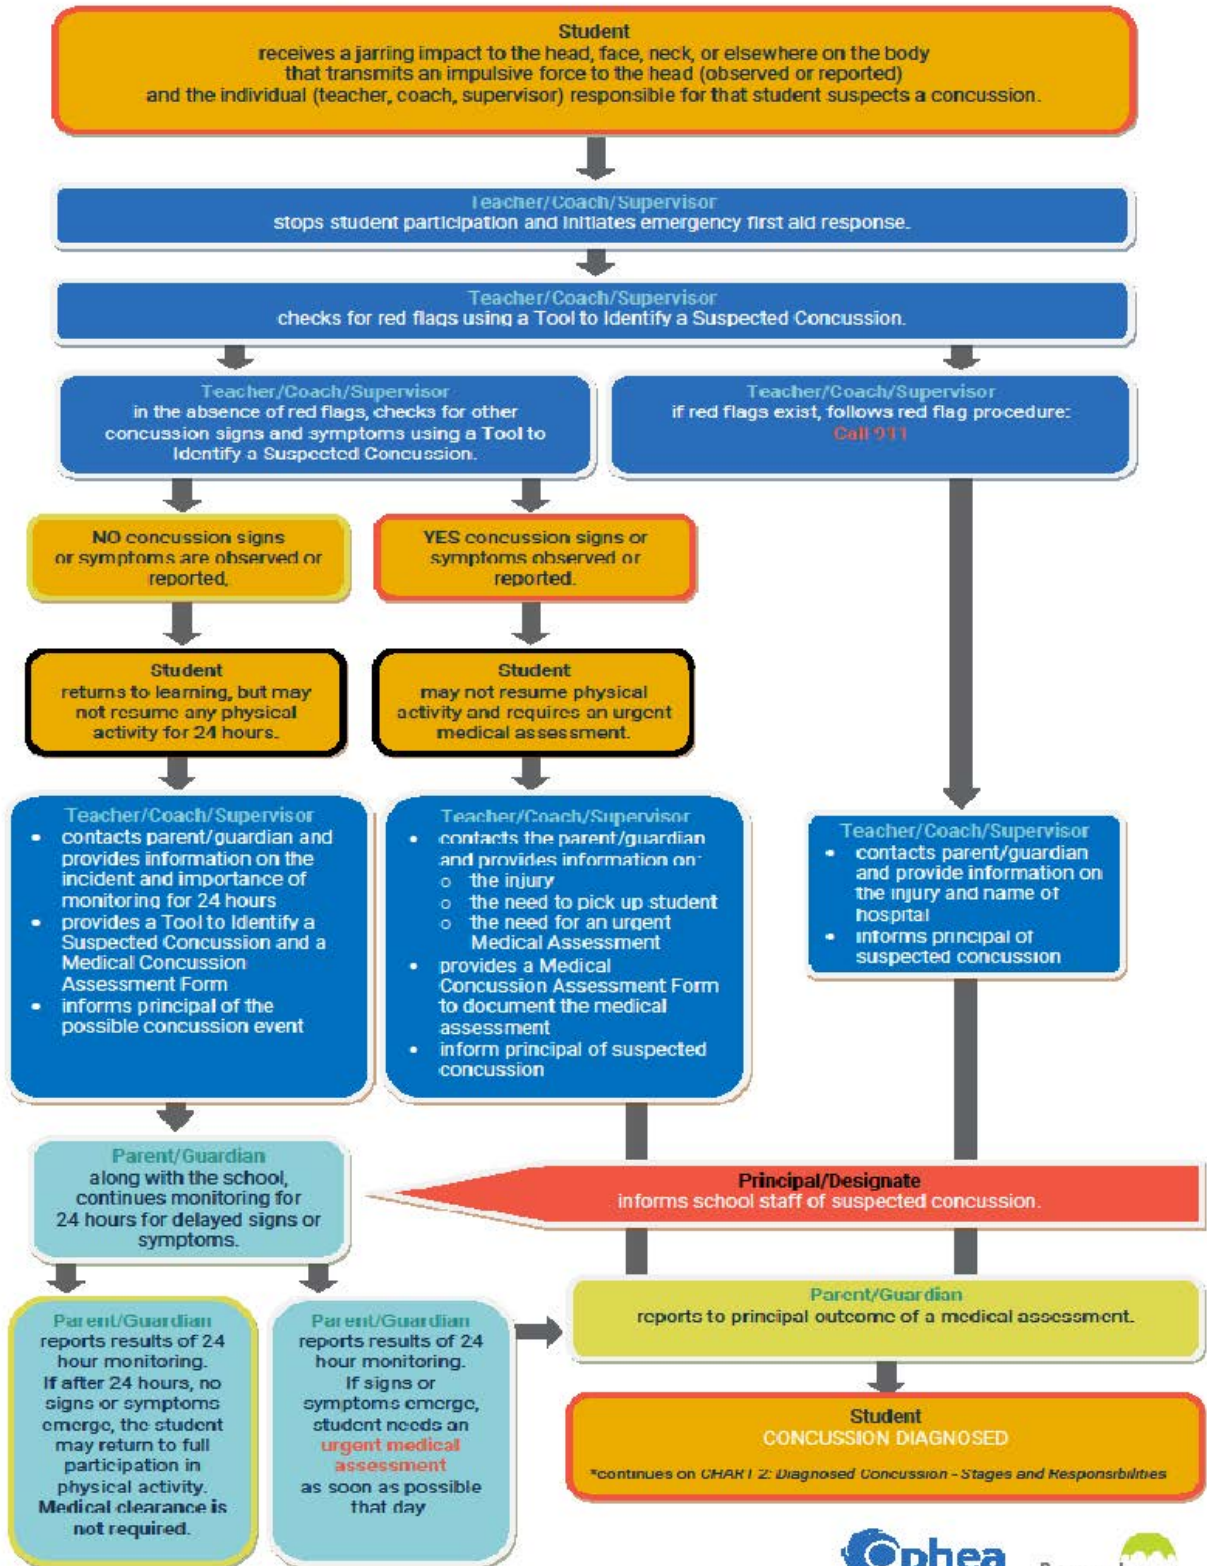 Student
receives a jarring impact to the head, face, neck, or elsewhere on the body
that transmits an impulsive force to the head (observed or reported)
and the individual (teacher, coach, supervisor) responsible for that student suspects a concussion.
Teacher/Coach/Supervisor
stops student participation and initiates emergency first aid response.
Teacher/Coach/Supervisor
checks for red flags using a Tool to Identify a Suspected Concussion.
Teacher/Coach/Supervisor
in the absence of red flags, checks for other
concussion signs and symptoms using a Tool to
Identify a Suspected Concussion.
Teacher/Coach/Supervisor
if red flags exist, follows red flag procedure:
Call 911
NO concussion signs
or symptoms are observed or
reported.
YES concussion signs or
symptoms observed or
reported.
Student
returns to learning, but may
not resume any physical
activity for 24 hours.
Student
may not resume physical
activity and requires an urgent
medical assessment.
Teacher/Coach/Supervisor
• contacts parent/guardian and
provides information on the
incident and importance of
monitoring for 24 hours
• provides a Tool to Identify a
Suspected Concussion and a
Medical Concussion
Assessment Form
• informs principal of the
possible concussion event
Teacher/Coach/Supervisor
• contacts the parent/guardian
and provides information on:
o the injury
o the need to pick up student
o the need for an urgent
Medical Assessment
• provides a Medical
Concussion Assessment Form
to document the medical
assessment
• inform principal of suspected
concussion
Teacher/Coach/Supervisor
• contacts parent/guardian
and provide information on
the injury and name of
hospital
• informs principal of
suspected concussion
Parent/Guardian
along with the school,
continues monitoring for
24 hours for delayed signs or
symptoms.
Principal/Designate
informs school staff of suspected concussion.
Parent/Guardian
reports results of 24
hour monitoring.
If after 24 hours, no
signs or symptoms
emerge, the student
may return to full
participation in
physical activity.
Medical clearance is
not required.
Parent/Guardian
reports results of 24
hour monitoring.
If signs or
symptoms emerge,
student needs an
urgent medical
assessment
as soon as possible
that day
Parent/Guardian
reports to principal outcome of a medical assessment.
Student
CONCUSSION DIAGNOSED
*continues on CHART 2: Diagnosed Concussion - Stages and Responsibilities
Ophea